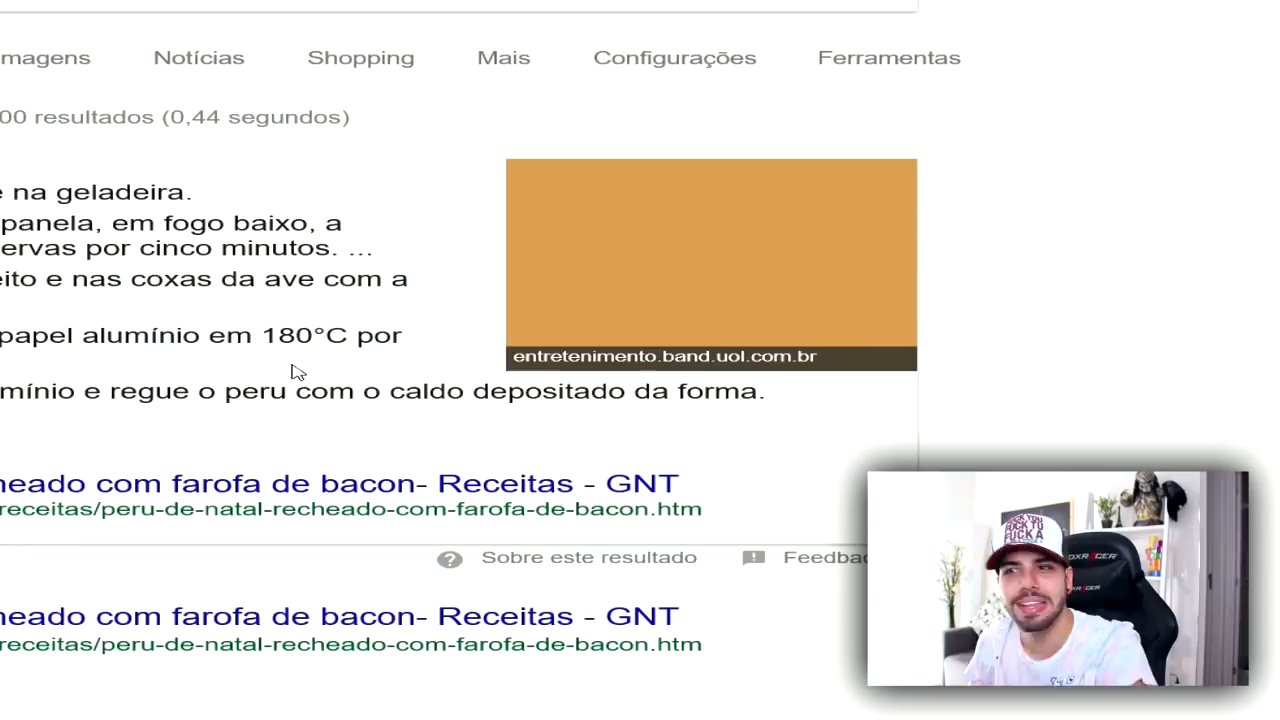 magens Notícias Shopping Mais Configurações Ferramentas
00 resultados (0,44 segundos)
e na geladeira.
panela, em fogo baixo, a
ervas por cinco minutos. ...
eito e nas coxas da ave com a
papel alumínio em 180°C por
entretenimento.band.uol.com.br
mínio e regue o peru com o caldo depositado da forma.
heado com farofa de bacon- Receitas - GNT
receitas/peru-de-natal-recheado-com-farofa-de-bacon.htm
Sobre este resultado Feedbac
heado com farofa de bacon- Receitas - GNT
receitas/peru-de-natal-recheado-com-farofa-de-bacon.htm